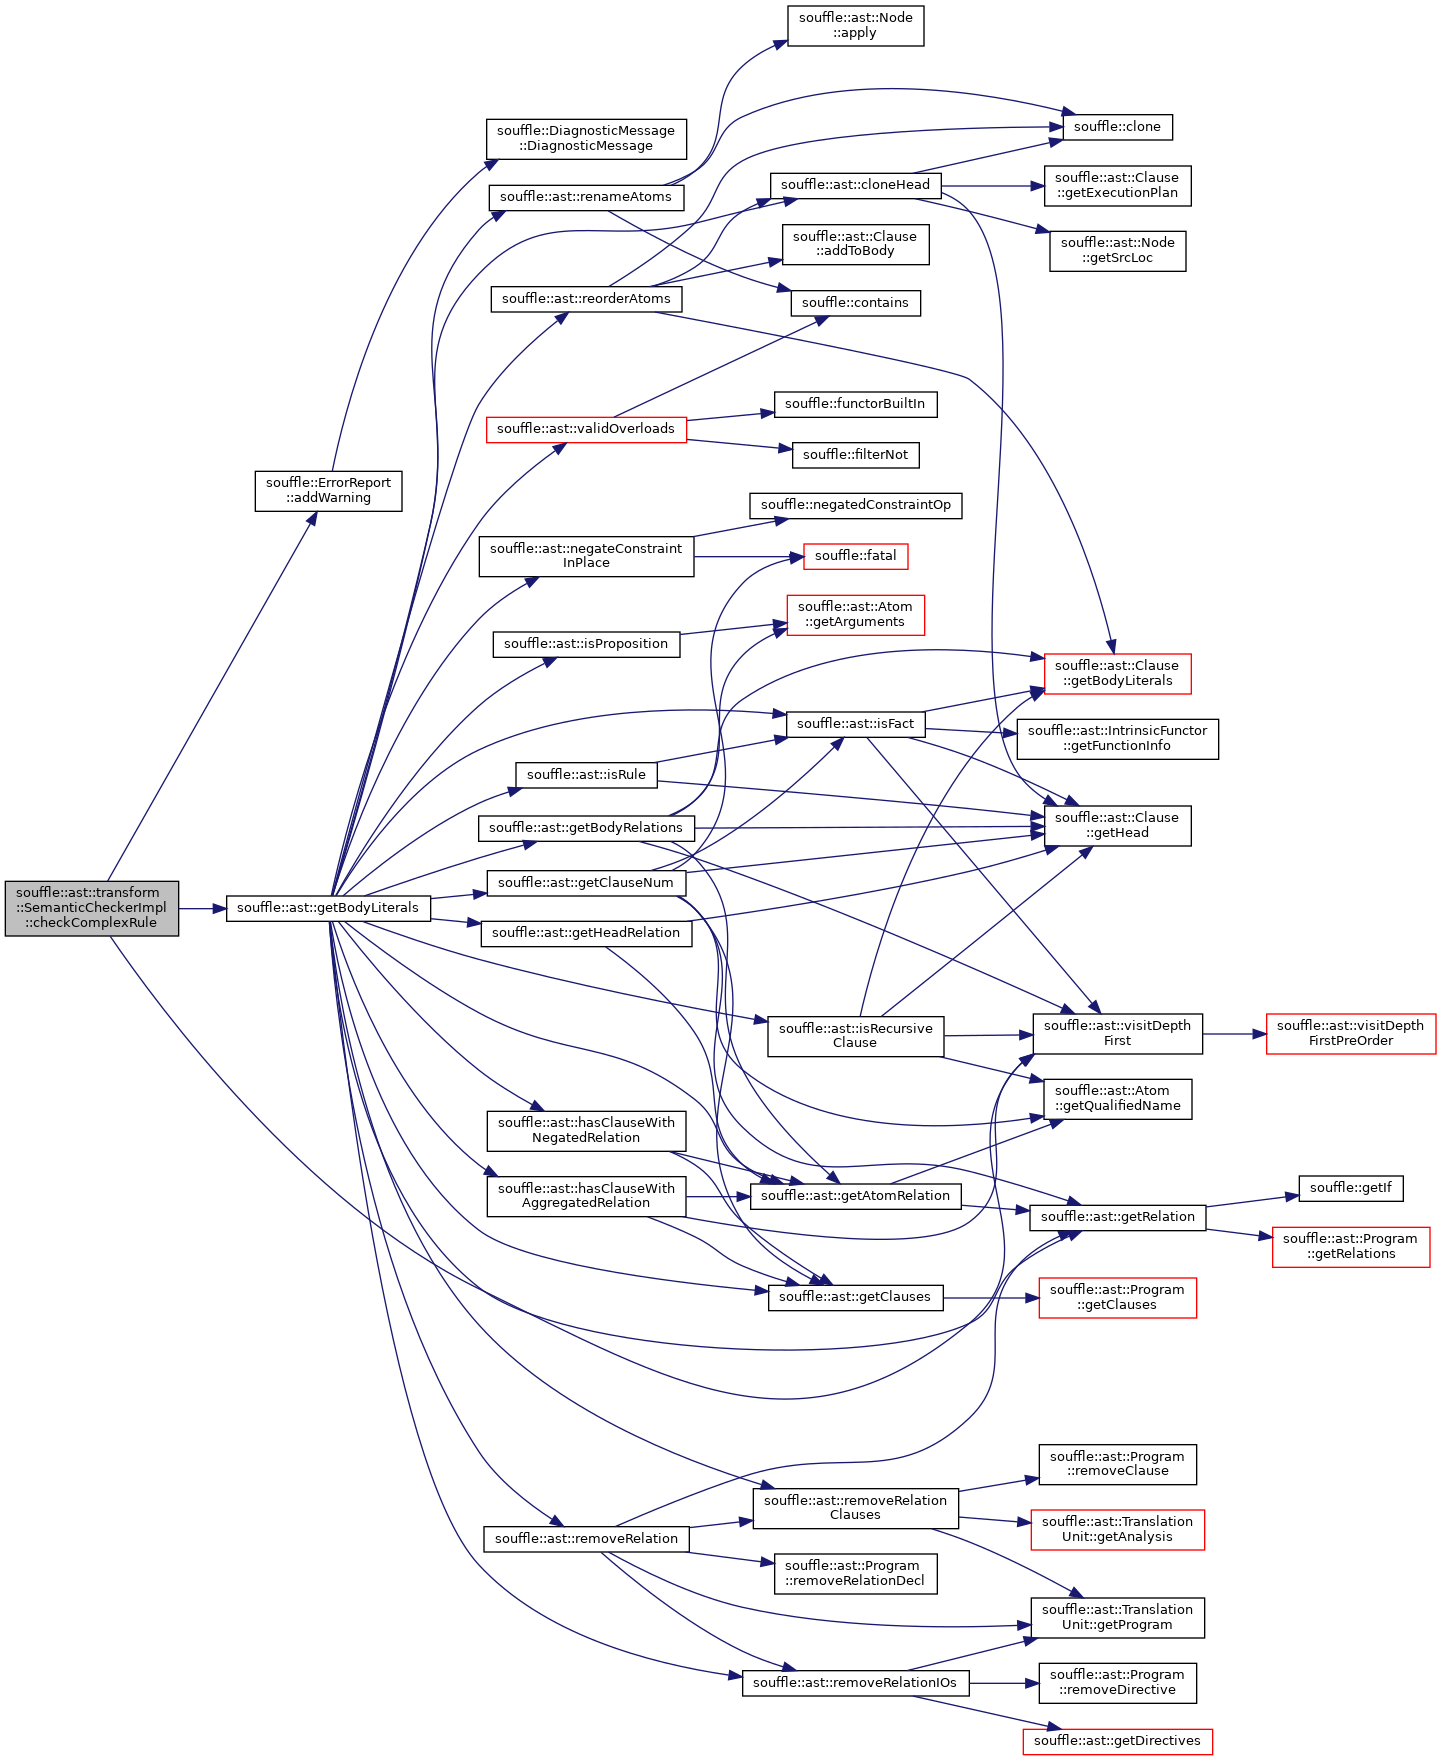 souffle::ast::Node
::apply
souffle::DiagnosticMessage
::DiagnosticMessage
souffle::clone
souffle::ast::renameAtoms
souffle::ast::cloneHead
souffle::ast::Clause
::getExecutionPlan
souffle::ast::Clause
::addToBody
souffle::ast::Node
::getSrcLoc
souffle::ast::reorderAtoms
souffle::contains
souffle::functorBuiltIn
souffle::ast::validOverloads
souffle::filterNot
souffle::ErrorReport
::addWarning
souffle::negatedConstraintOp
souffle::ast::negateConstraint
InPlace
souffle::fatal
souffle::ast::Atom
::getArguments
souffle::ast::isProposition
souffle::ast::Clause
::getBodyLiterals
souffle::ast::isFact
souffle::ast::IntrinsicFunctor
::getFunctionInfo
souffle::ast::isRule
souffle::ast::getBodyRelations
souffle::ast::Clause
::getHead
souffle::ast::getClauseNum
souffle::ast::transform
::SemanticCheckerImpl
::checkComplexRule
souffle::ast::getBodyLiterals
souffle::ast::getHeadRelation
souffle::ast::isRecursive
Clause
souffle::ast::visitDepth
First
souffle::ast::visitDepth
FirstPreOrder
souffle::ast::Atom
::getQualifiedName
souffle::ast::hasClauseWith
NegatedRelation
souffle::ast::hasClauseWith
AggregatedRelation
souffle::ast::getAtomRelation
souffle::getIf
souffle::ast::getRelation
souffle::ast::Program
::getRelations
souffle::ast::getClauses
souffle::ast::Program
::getClauses
souffle::ast::Program
::removeClause
souffle::ast::removeRelation
Clauses
souffle::ast::Translation
Unit::getAnalysis
souffle::ast::removeRelation
souffle::ast::Program
::removeRelationDecl
souffle::ast::Translation
Unit::getProgram
souffle::ast::removeRelationIOs
souffle::ast::Program
::removeDirective
souffle::ast::getDirectives